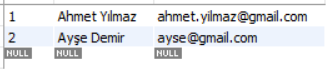 1 Ahmet Yılmaz ahmet.yilmaz@gmail.com
2 Ayşe Demir ayse@gmail.com
NULL NULL NULL